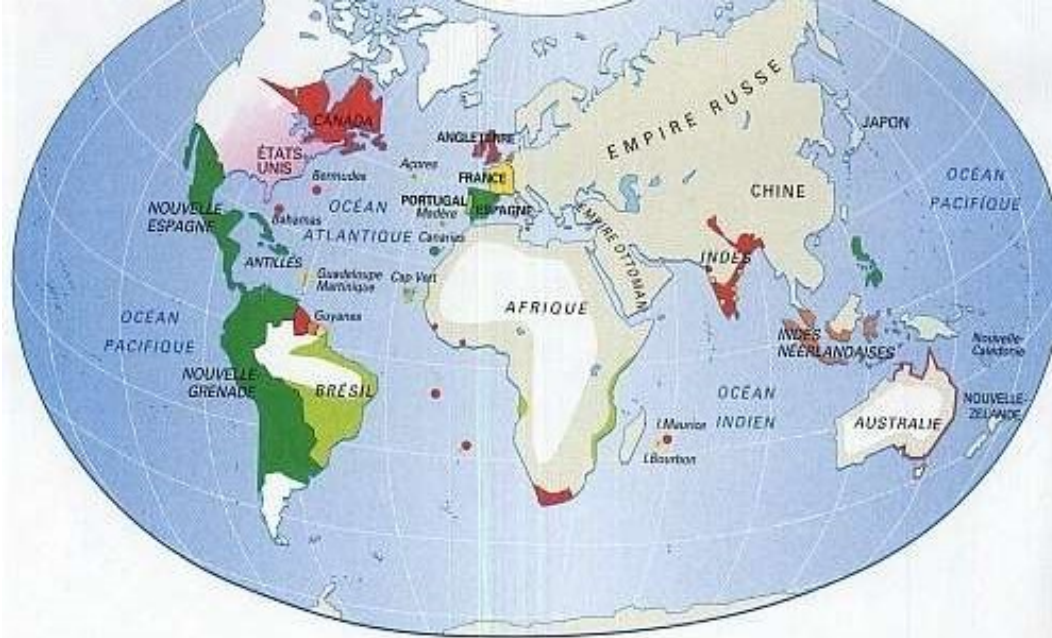 EMPIRE RUSSE
CANADA
ANGLETERRE
JAPON
ÉTATS
UNIS
Açores
FRANCE
Bermudes
OCÉAN
PACIFIQUE
CHINE
PORTUGAL
ESPAGNE
Madère
NOUVELLE
ESPAGNE
OCÉAN
ATLANTIQUE
Bahamas
Canaries
EMPIRE OTTOMAN
INDES
ANTILLES
Guadeloupe
Martinique
Cap Vert
AFRIQUE
Guyanes
OCÉAN
PACIFIQUE
INDES
NÉERLANDAISES
Nouvelle-
Calédonie
NOUVELLE-
GRENADE
BRÉSIL
OCÉAN
INDIEN
NOUVELLE-
ZELANDE
I.Maurice
AUSTRALIE
I.Bourbon